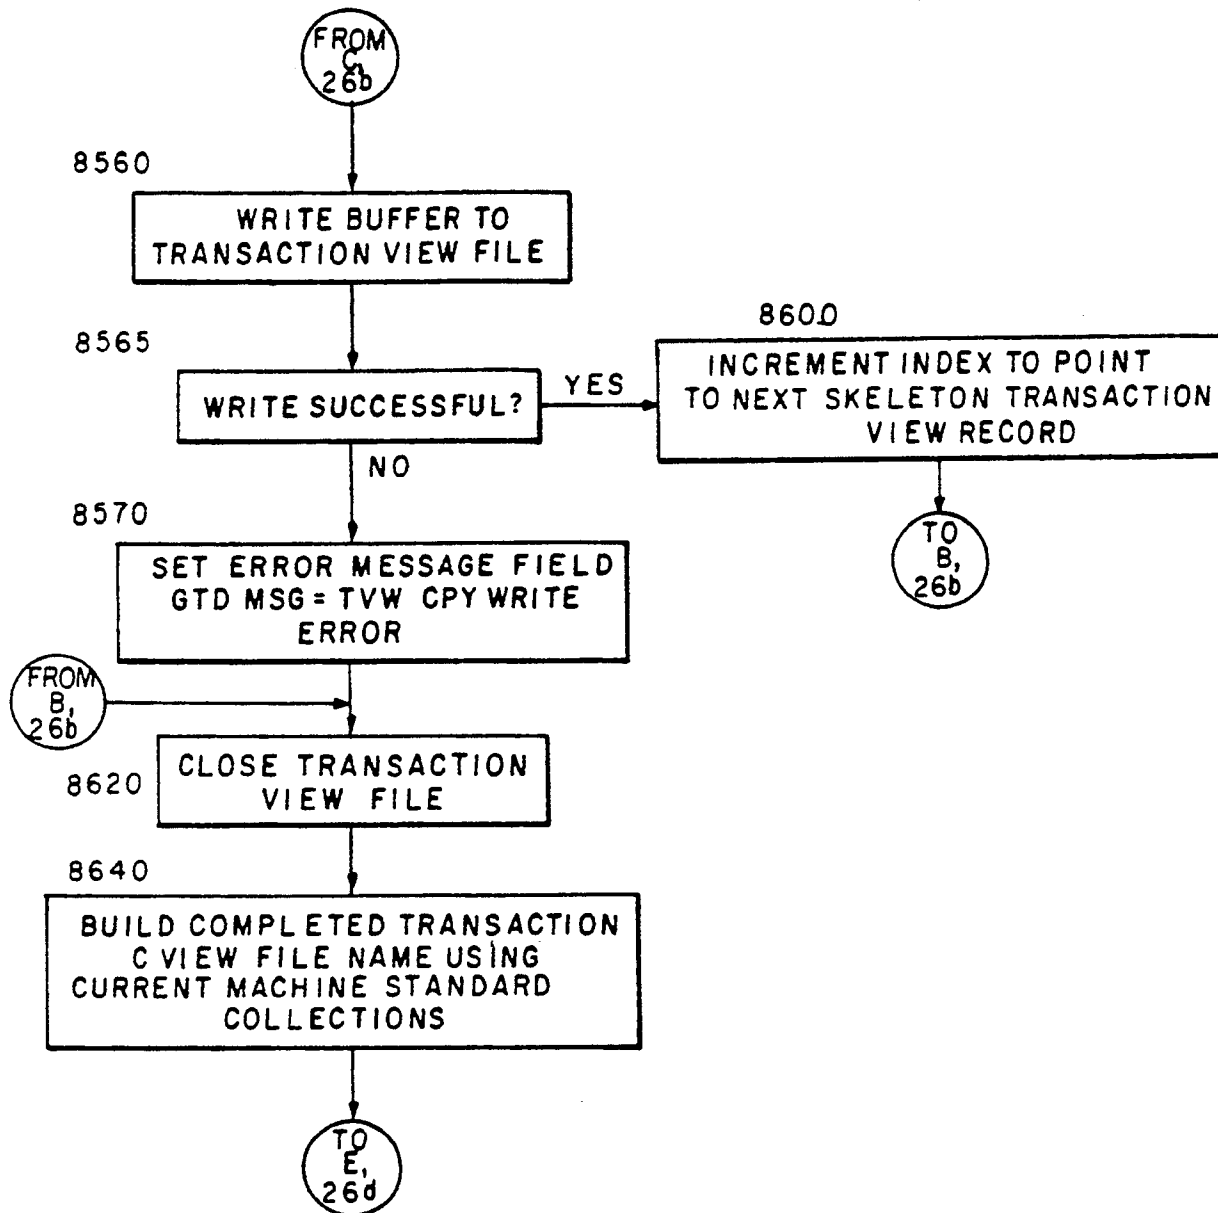 FROM
C,
26b
8560
WRITE BUFFER TO
TRANSACTION VIEW FILE
8565
WRITE SUCCESSFUL?
YES
8600
INCREMENT INDEX TO POINT
TO NEXT SKELETON TRANSACTION
VIEW RECORD
TO
B,
26b
NO
8570
SET ERROR MESSAGE FIELD
GTD MSG = TVW CPY WRITE
ERROR
FROM
B,
26b
8620
CLOSE TRANSACTION
VIEW FILE
8640
BUILD COMPLETED TRANSACTION
C VIEW FILE NAME USING
CURRENT MACHINE STANDARD
COLLECTIONS
TO
E,
26d